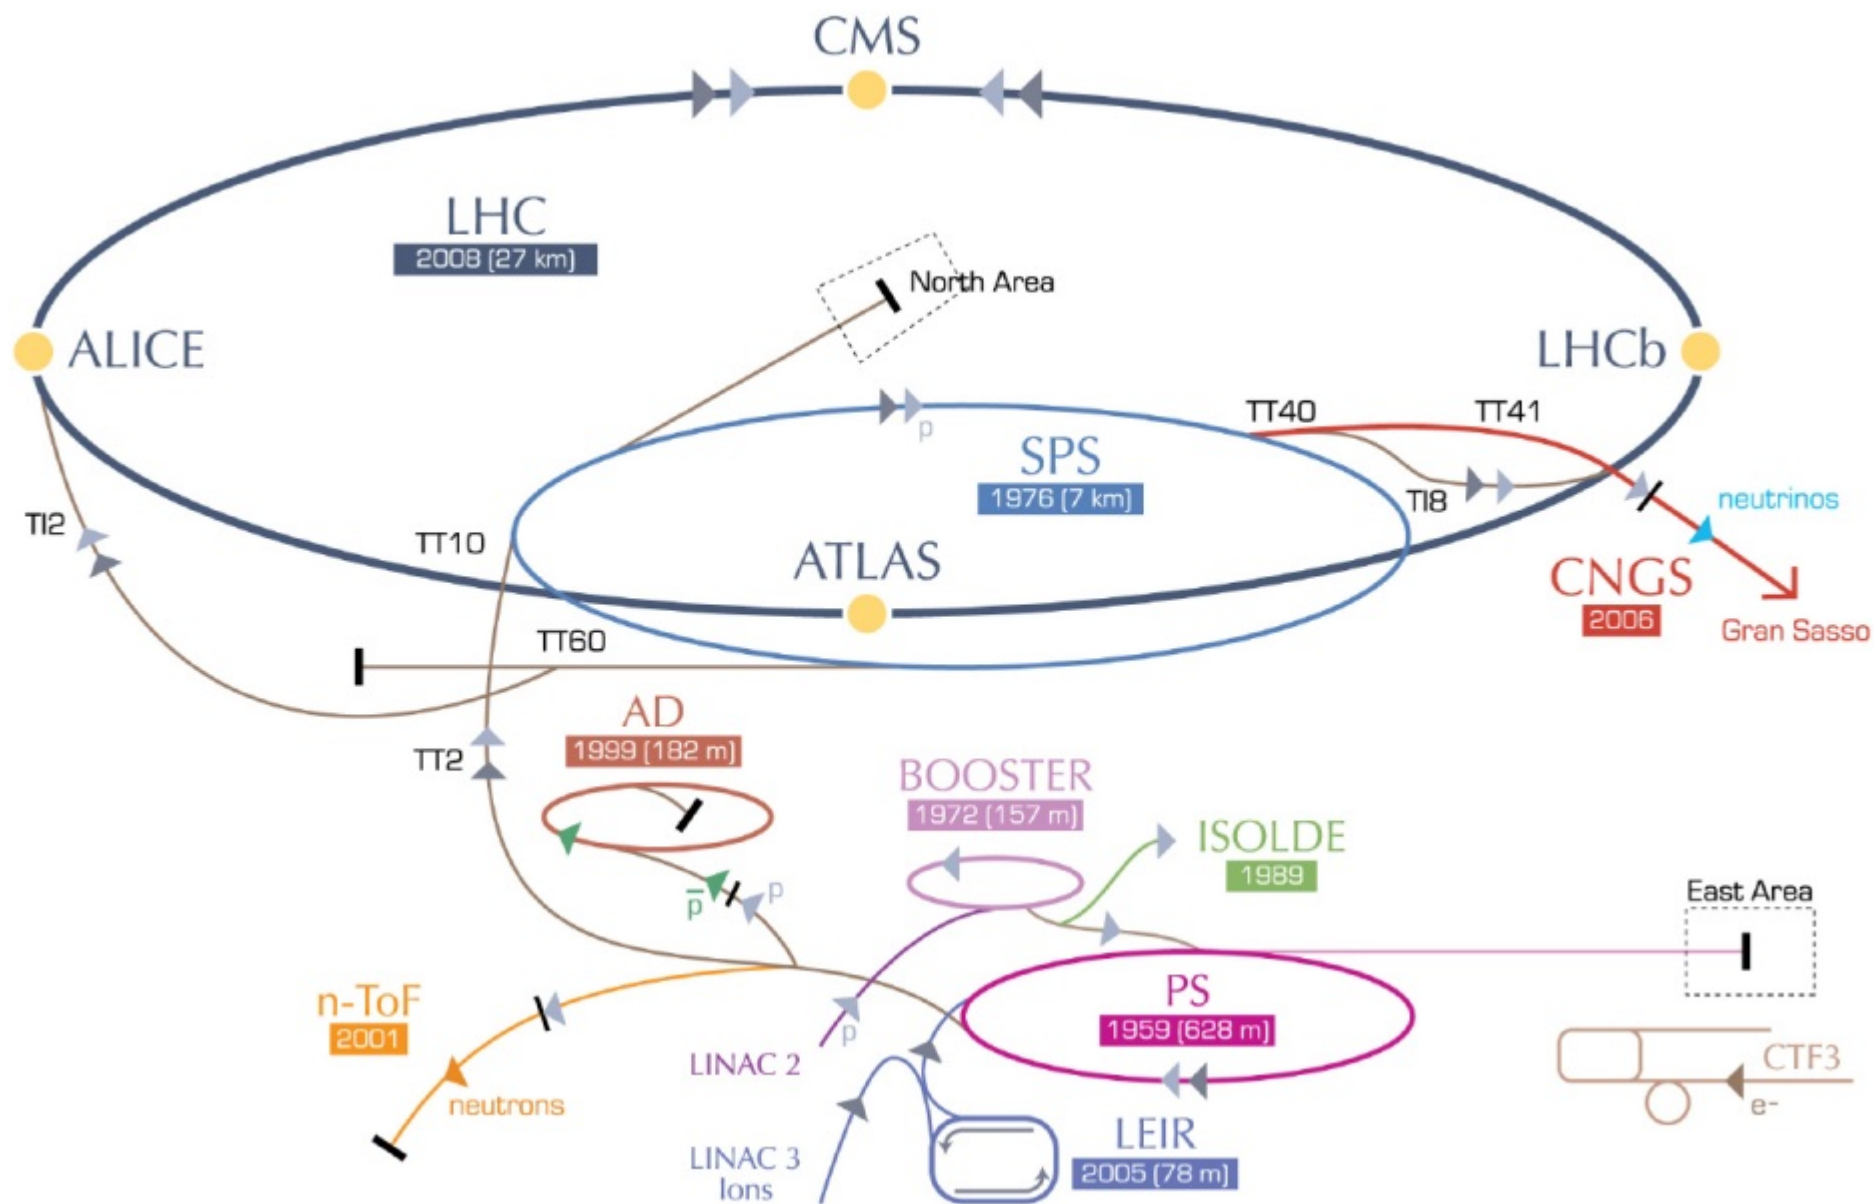 CMS
LHC
2008 (27 km)
North Area
ALICE
LHCb
TT40
TT41
p
SPS
1976 (7 km)
TI8
neutrinos
TI2
TT10
ATLAS
CNGS
2006
Gran Sasso
TT60
AD
1999 (182 m)
TT2
BOOSTER
1972 (157 m)
ISOLDE
1989
p̅
p
East Area
n-ToF
2001
PS
1959 (628 m)
p
LINAC 2
CTF3
e-
neutrons
LEIR
2005 (78 m)
LINAC 3
Ions